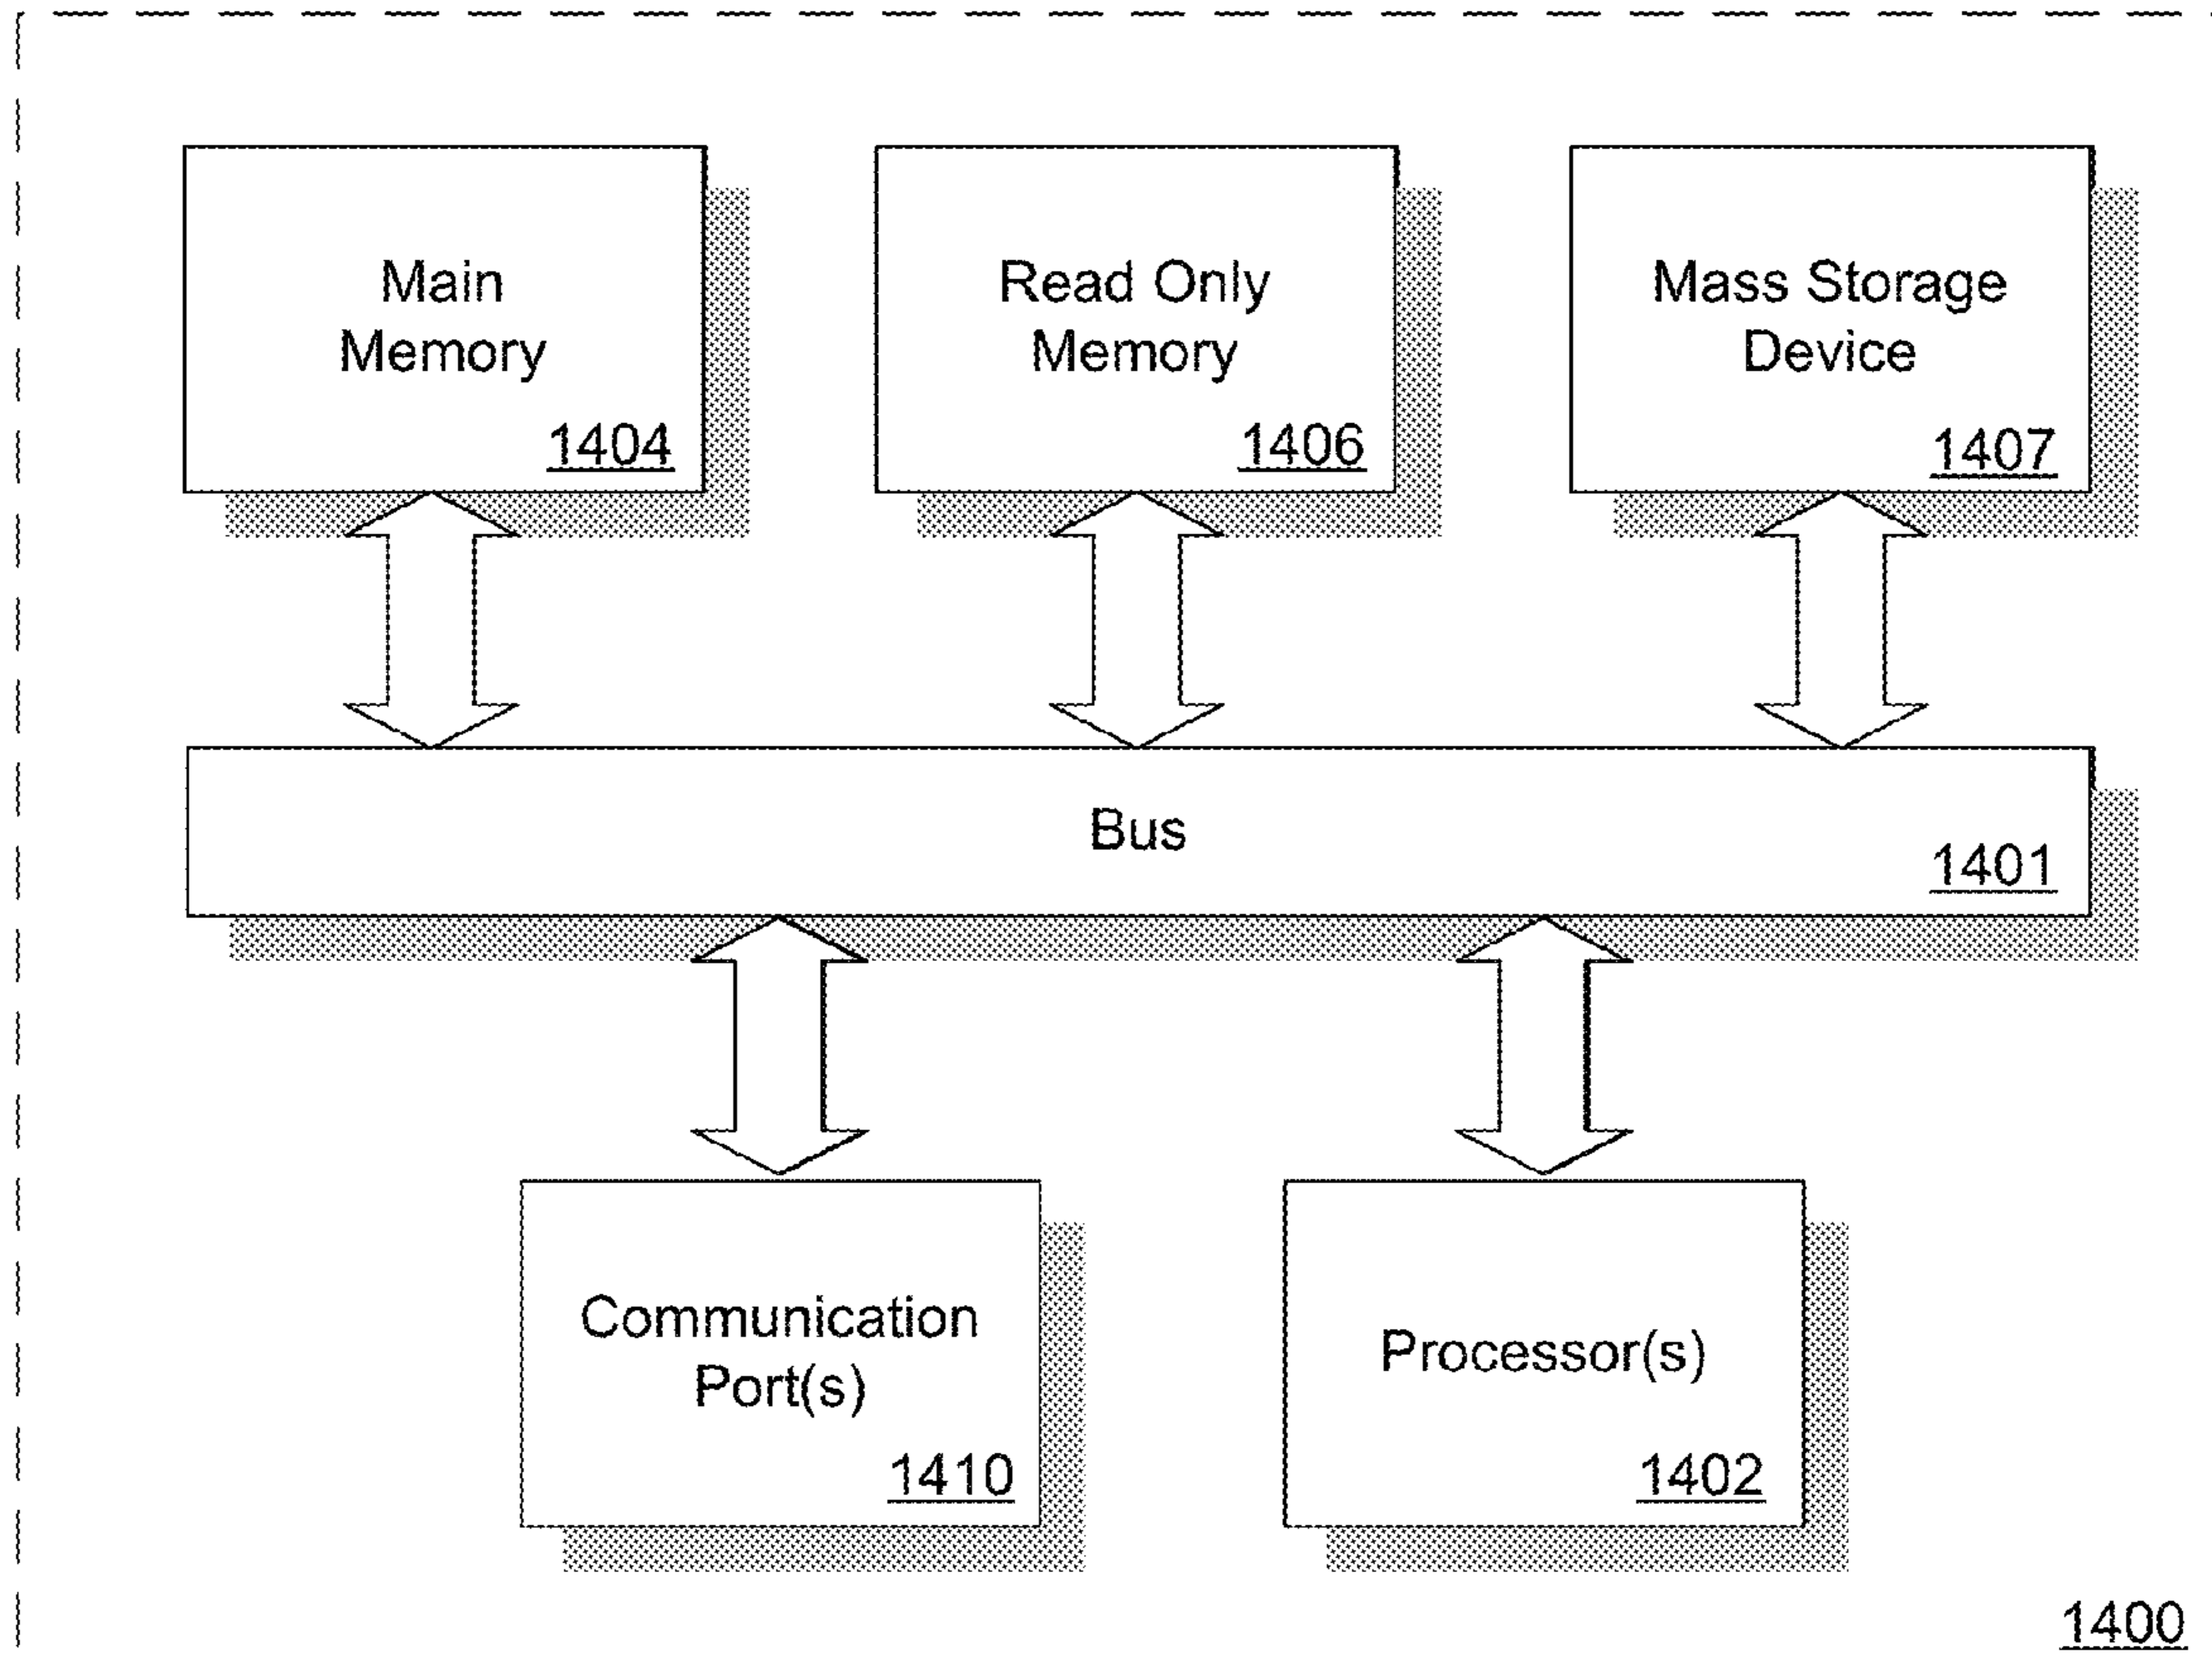 Main
Memory
1404
Read Only
Memory
1406
Mass Storage
Device
1407
Bus
1401
Communication
Port(s)
1410
Processor(s)
1402
1400